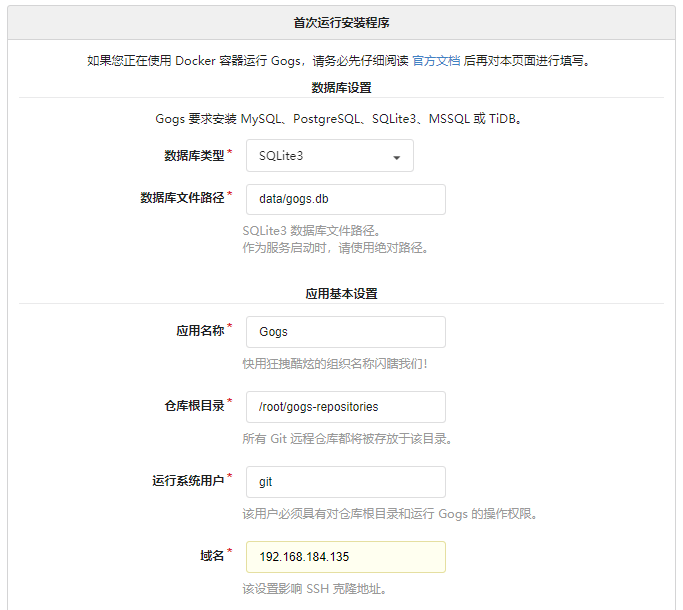 首次运行安装程序
如果您正在使用 Docker 容器运行 Gogs，请务必先仔细阅读 官方文档 后再对本页面进行填写。
数据库设置
Gogs 要求安装 MySQL、PostgreSQL、SQLite3、MSSQL 或 TiDB。
数据库类型* SQLite3
数据库文件路径* data/gogs.db
SQLite3 数据库文件路径。
作为服务启动时，请使用绝对路径。
应用基本设置
应用名称* Gogs
快用狂拽酷炫的组织名称闪瞎我们！
仓库根目录* /root/gogs-repositories
所有 Git 远程仓库都将被存放于该目录。
运行系统用户* git
该用户必须具有对仓库根目录和运行 Gogs 的操作权限。
域名* 192.168.184.135
该设置影响 SSH 克隆地址。